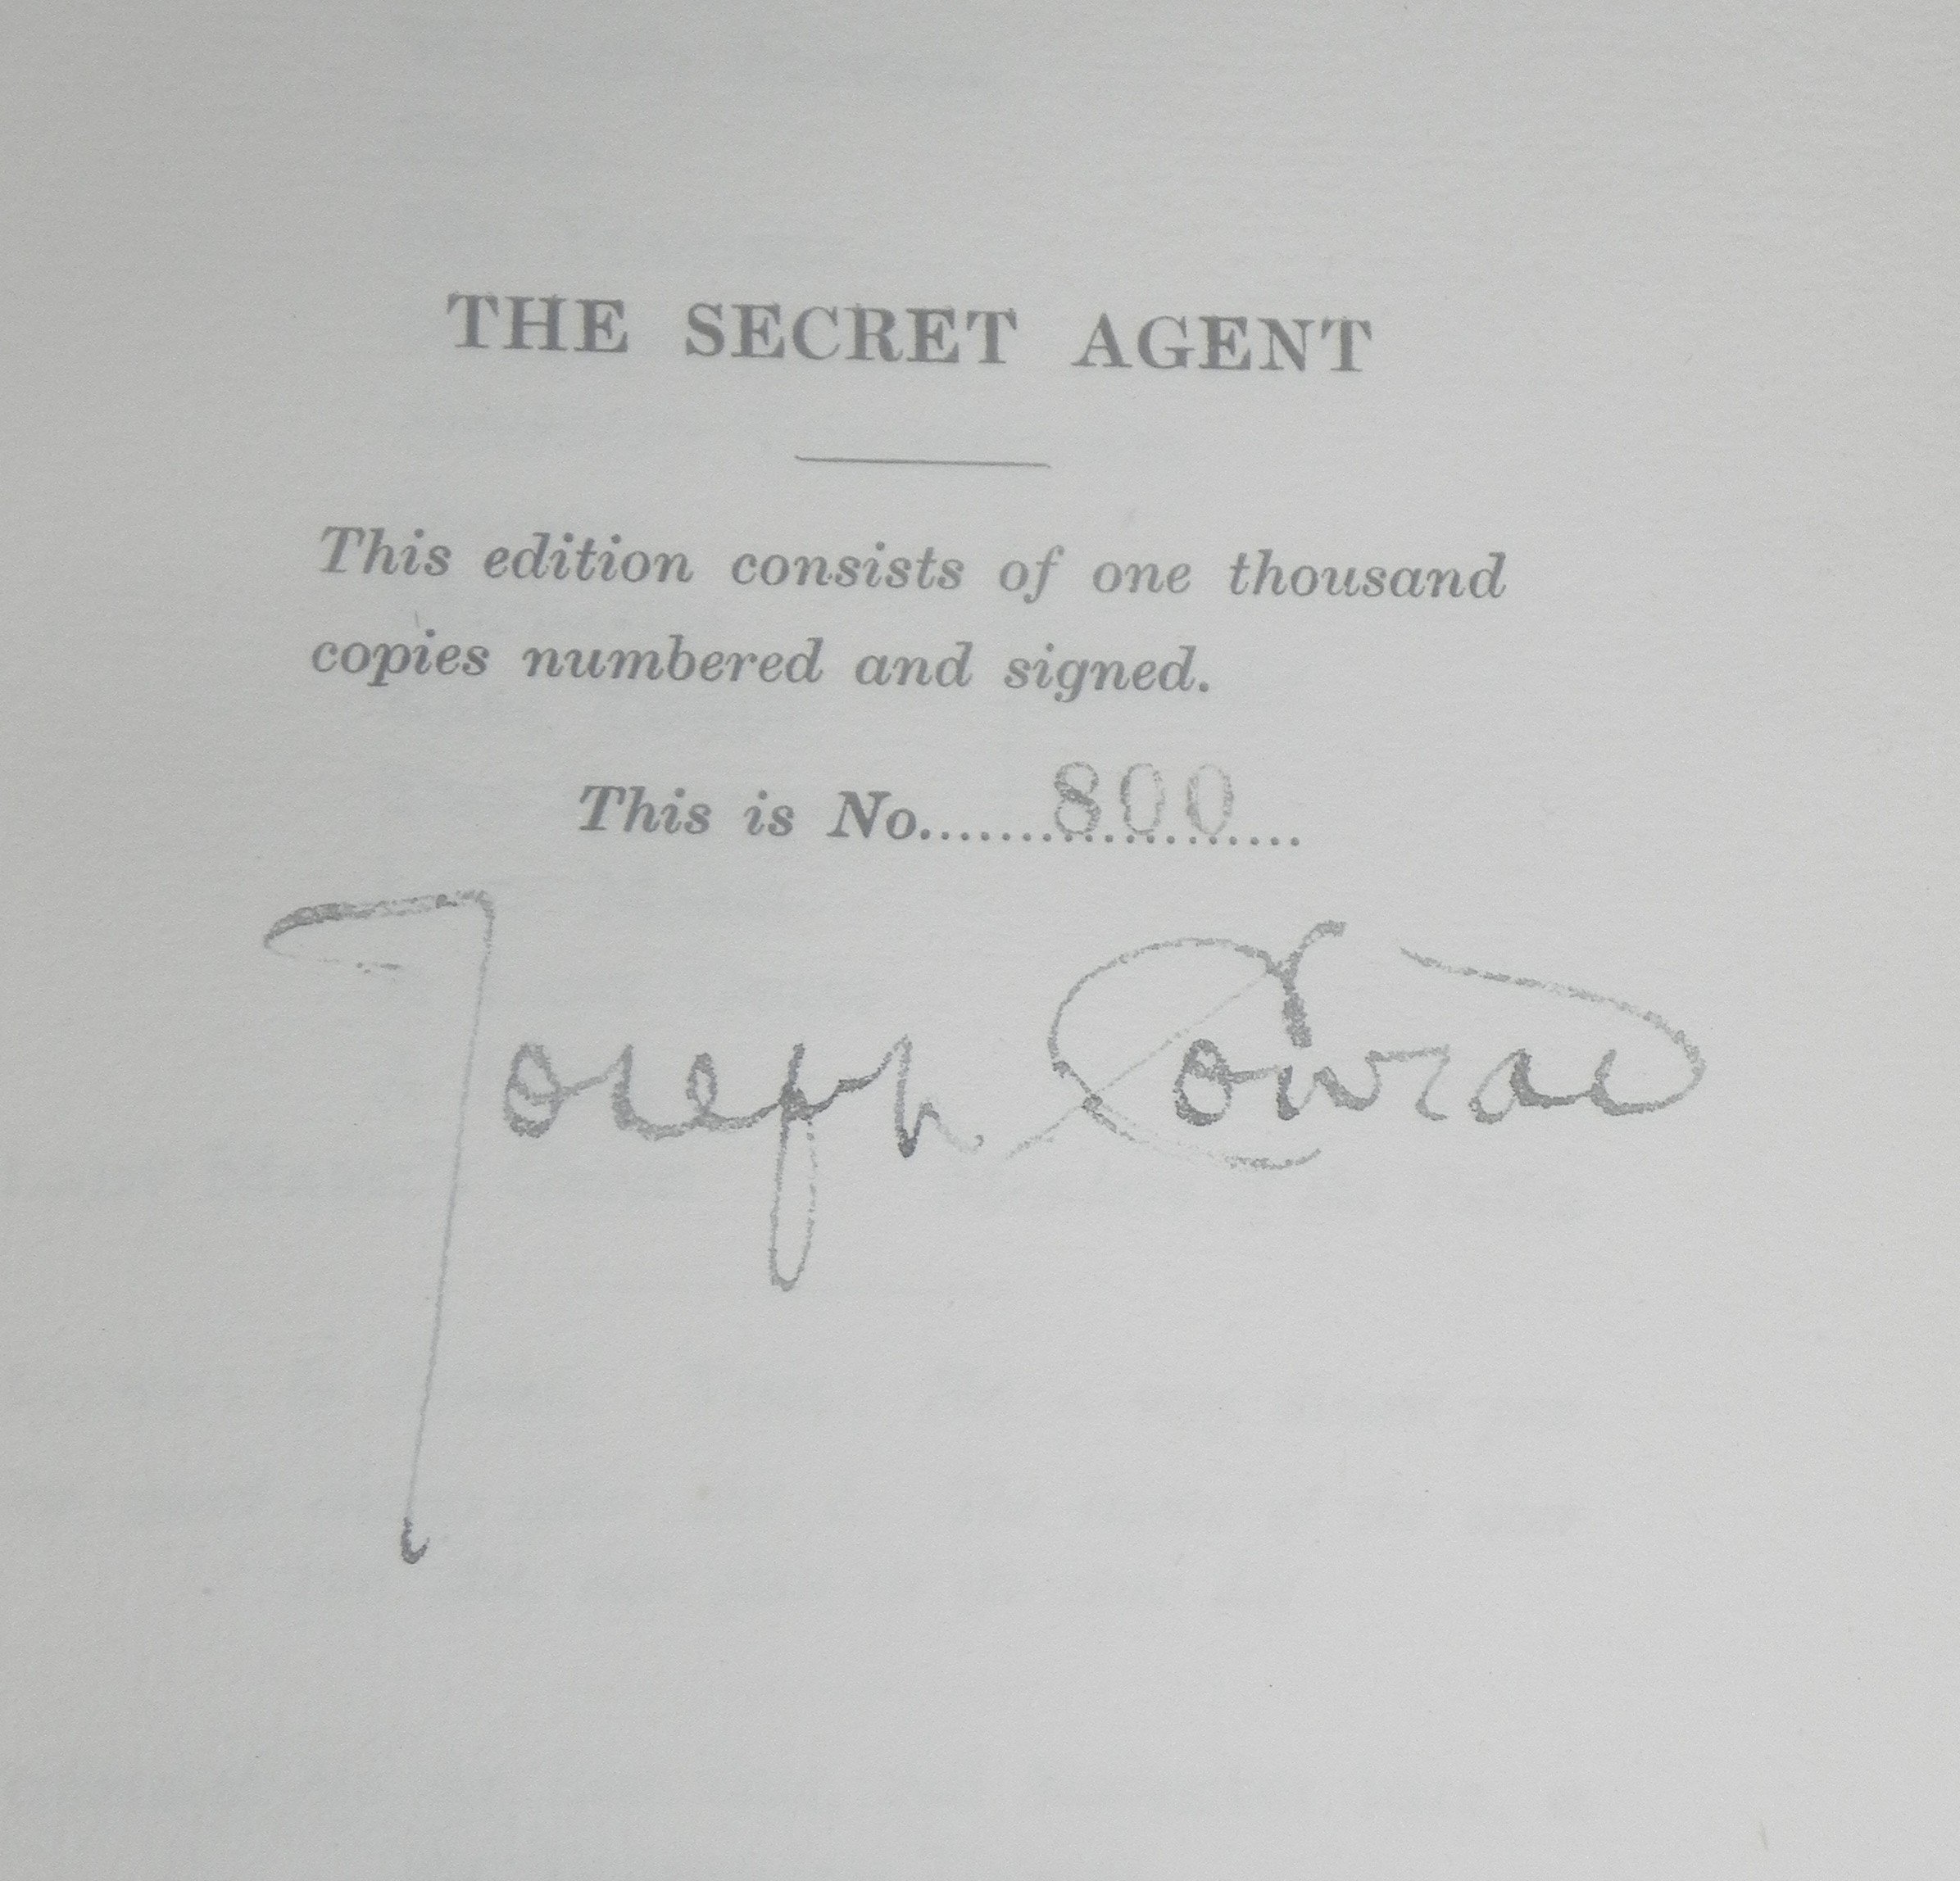 THE SECRET AGENT
This edition consists of one thousand
copies numbered and signed.
This is No.......800....
Joseph Conrad